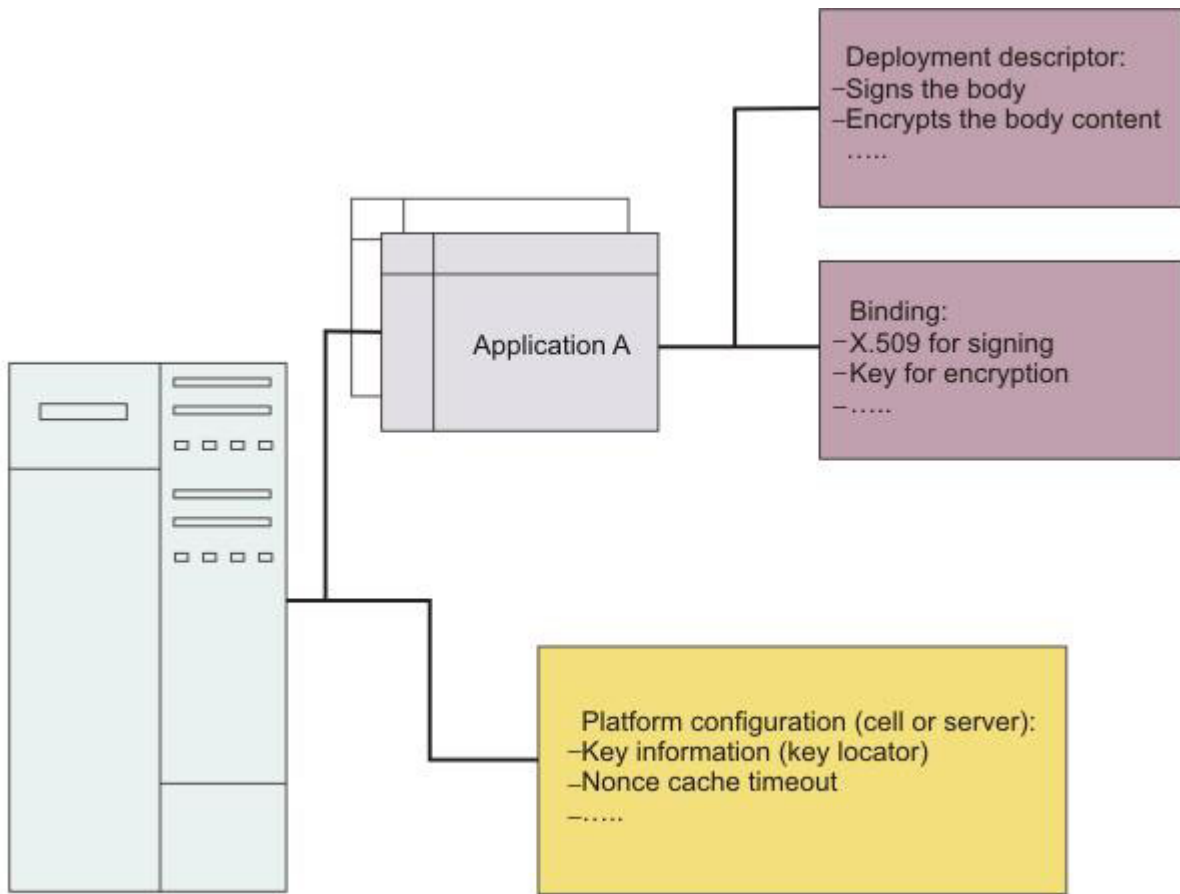 Deployment descriptor:
–Signs the body
–Encrypts the body content
…..
Application A
Binding:
–X.509 for signing
–Key for encryption
–…..
Platform configuration (cell or server):
–Key information (key locator)
–Nonce cache timeout
–…..